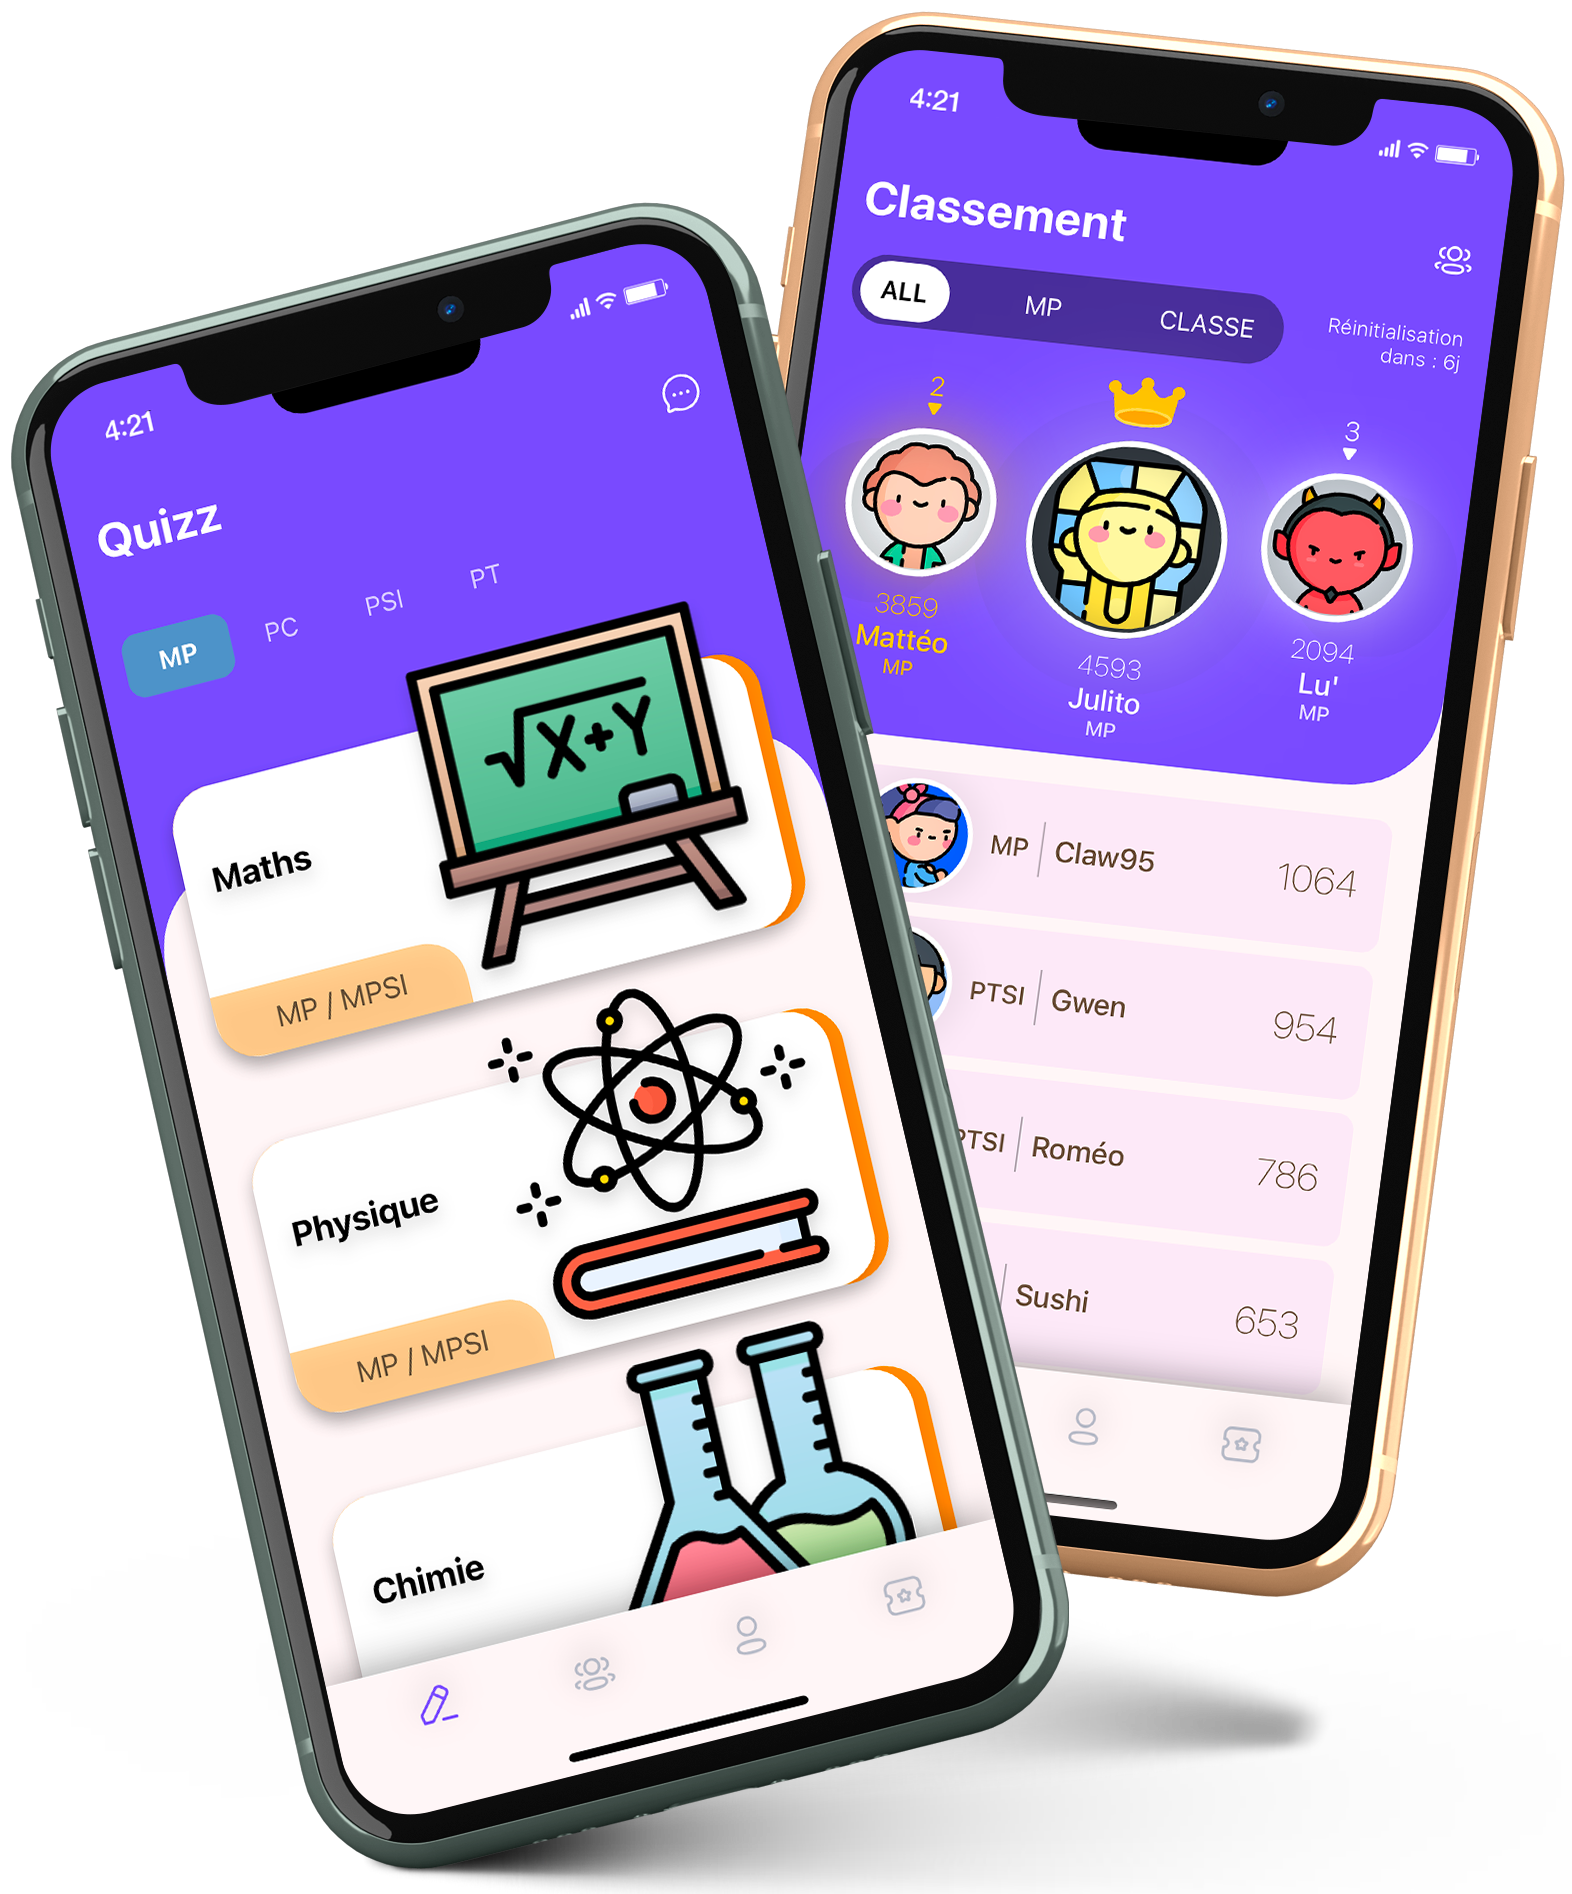 4:21
Quizz
MP
PC
PSI
PT
√X+Y
Maths
MP / MPSI
Physique
MP / MPSI
Chimie
4:21
Classement
ALL
MP
CLASSE
Réinitialisation
dans : 6j
2
3
3859
Mattéo
MP
4593
Julito
MP
2094
Lu'
MP
MP | Claw95
1064
PTSI | Gwen
954
PTSI | Roméo
786
| Sushi
653